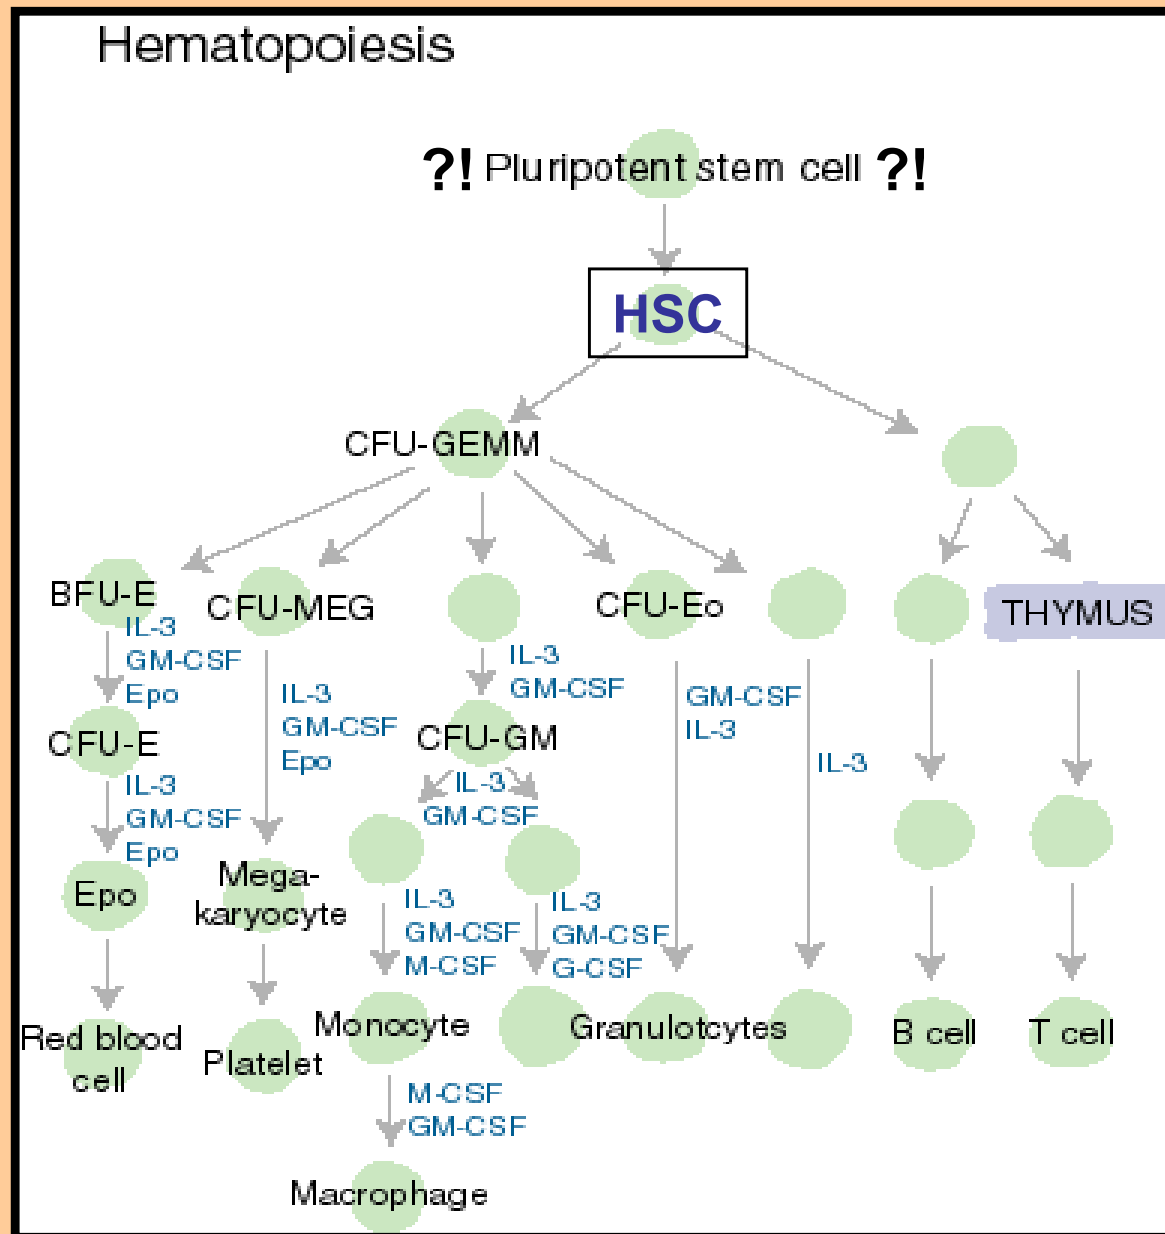 Hematopoiesis
?! Pluripotent stem cell ?!
HSC
CFU-GEMM
BFU-E
CFU-MEG
CFU-Eo
THYMUS
IL-3
GM-CSF
Epo
IL-3
GM-CSF
Epo
IL-3
GM-CSF
GM-CSF
IL-3
IL-3
CFU-E
CFU-GM
IL-3
GM-CSF
Epo
IL-3
GM-CSF
Epo
Mega-
karyocyte
IL-3
GM-CSF
M-CSF
IL-3
GM-CSF
G-CSF
Red blood
cell
Platelet
Monocyte
Granulotcytes
B cell
T cell
M-CSF
GM-CSF
Macrophage